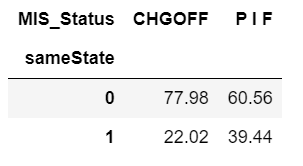 MIS_Status CHGOFF P I F
sameState
0 77.98 60.56
1 22.02 39.44